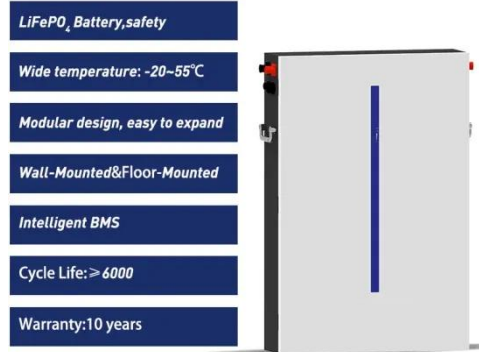 LiFePO4 Battery,safety
Wide temperature: -20~55℃
Modular design, easy to expand
Wall-Mounted&Floor-Mounted
Intelligent BMS
Cycle Life:≥6000
Warranty:10 years